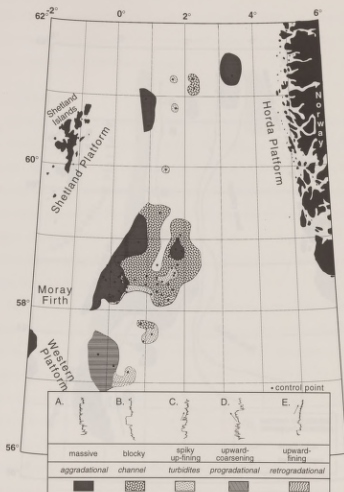 62° -2° 0° 2° 4° 6°
Shetland Islands
Shetland Platform
Horda Platform
Norway
60°
Moray
Firth
58°
Western Platform
• control point
A. B. C. D. E.
massive blocky spiky up-fining upward-coarsening upward-fining
aggradational channel turbidites progradational retrogradational
56°